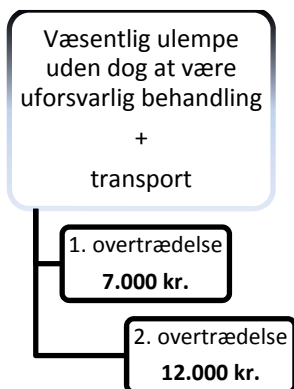 Væsentlig ulempe
uden dog at være
uforsvarlig behandling
+
transport
1. overtrædelse
7.000 kr.
2. overtrædelse
12.000 kr.